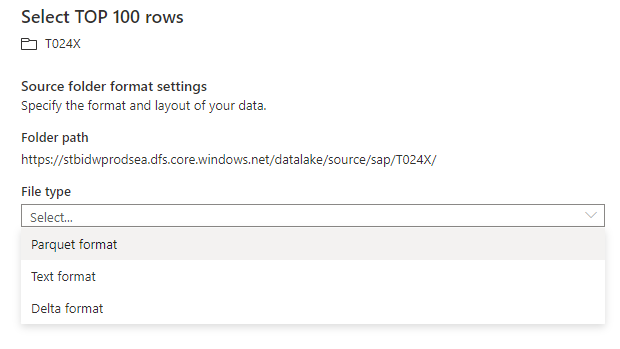 Select TOP 100 rows
T024X
Source folder format settings
Specify the format and layout of your data.
Folder path
https://stbidwprodsea.dfs.core.windows.net/datalake/source/sap/T024X/
File type
Select...
Parquet format
Text format
Delta format